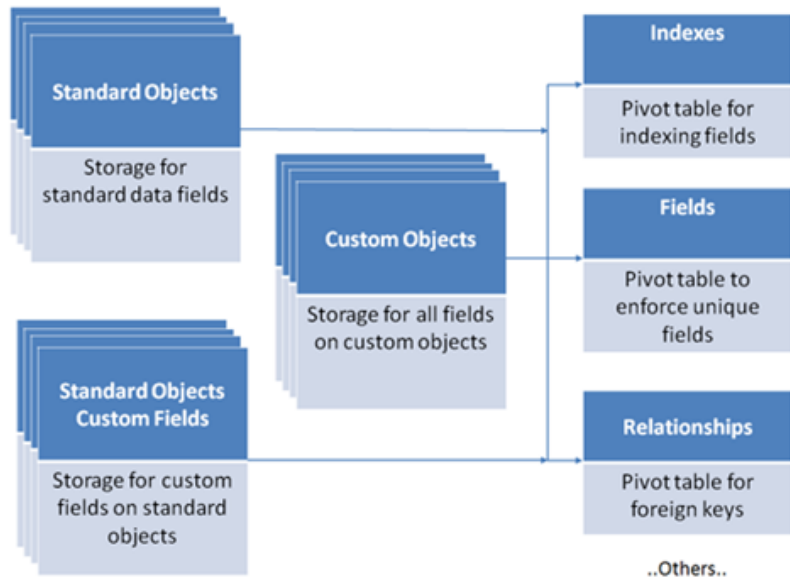 Standard Objects
Storage for
standard data fields
Custom Objects
Storage for all fields
on custom objects
Standard Objects
Custom Fields
Storage for custom
fields on standard
objects
Indexes
Pivot table for
indexing fields
Fields
Pivot table to
enforce unique
fields
Relationships
Pivot table for
foreign keys
..Others..